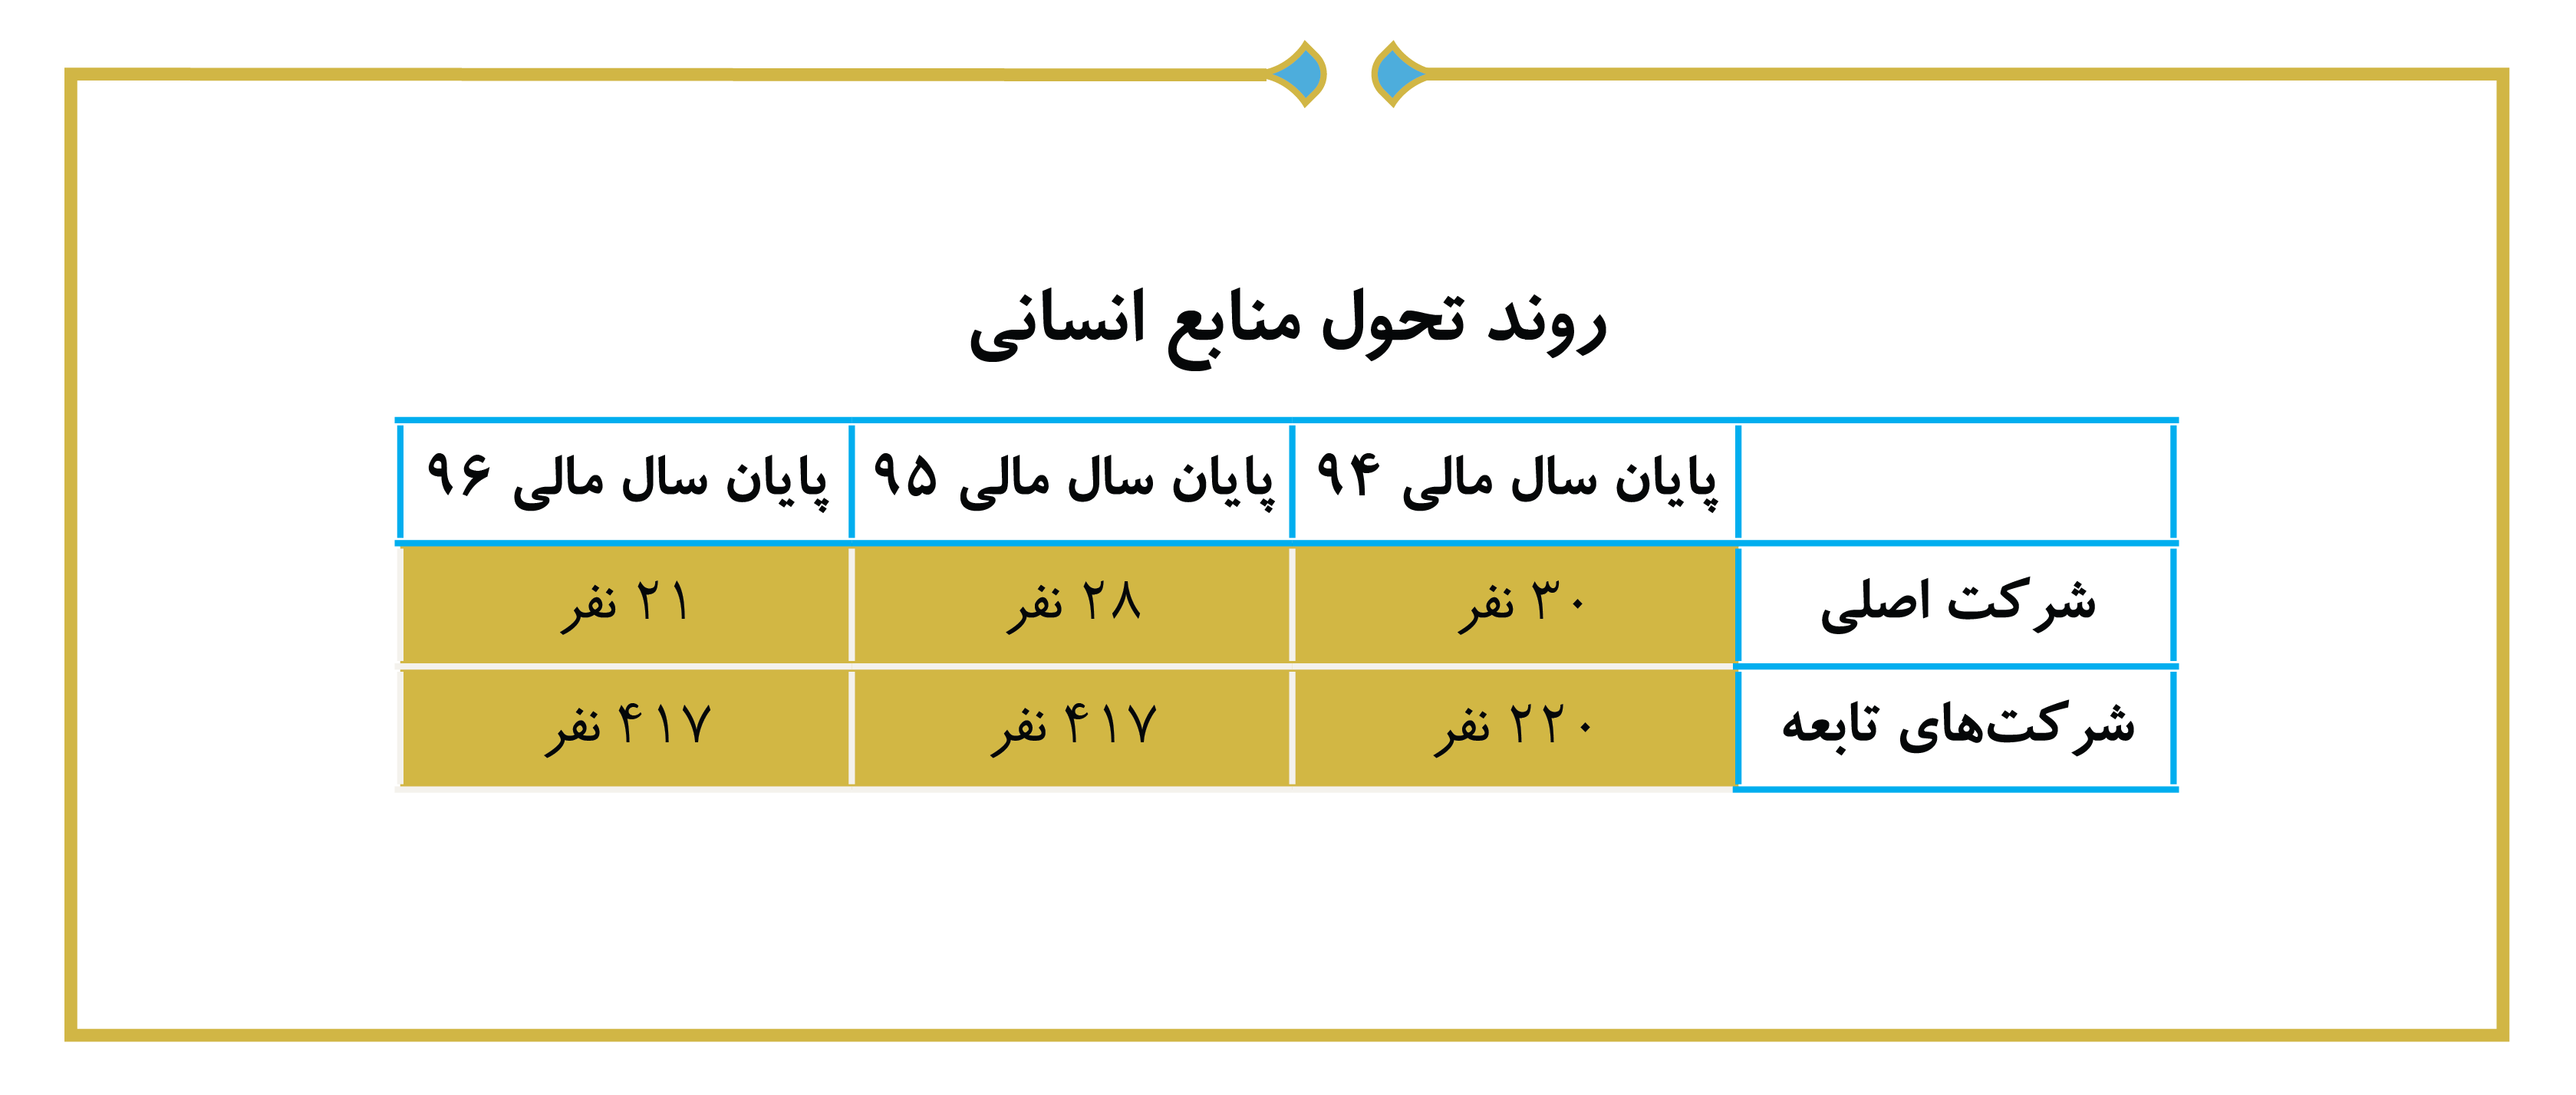 روند تحول منابع انسانی
پایان سال مالی ۹۴ پایان سال مالی ۹۵ پایان سال مالی ۹۶
شرکت اصلی ۳۰ نفر ۲۸ نفر ۲۱ نفر
شرکت‌های تابعه ۲۲۰ نفر ۴۱۷ نفر ۴۱۷ نفر